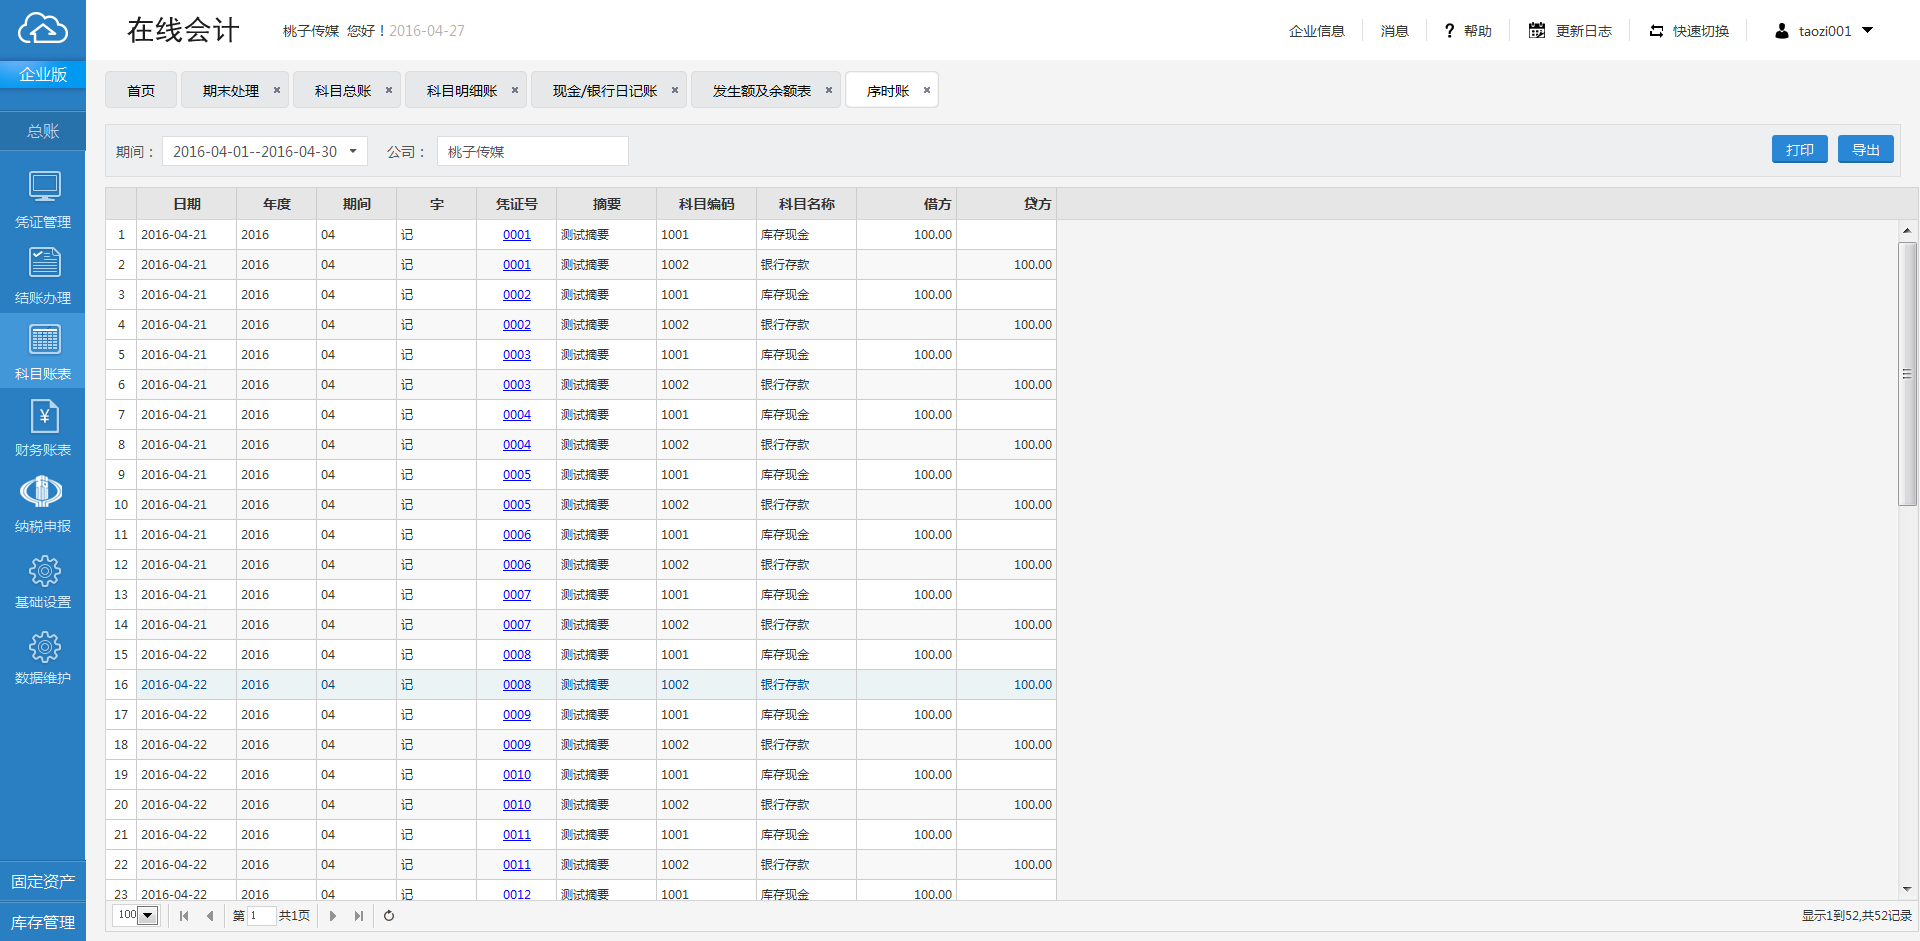 在线会计 桃子传媒 您好！2016-04-27 企业信息 消息 ? 帮助 更新日志 快速切换 taozi001
企业版
首页 期末处理 × 科目总账 × 科目明细账 × 现金/银行日记账 × 发生额及余额表 × 序时账 ×
总账
期间： 2016-04-01--2016-04-30 公司： 桃子传媒 打印 导出
凭证管理
结账办理
科目账表
财务账表
纳税申报
基础设置
数据维护
固定资产
库存管理
日期 年度 期间 字 凭证号 摘要 科目编码 科目名称 借方 贷方
1 2016-04-21 2016 04 记 0001 测试摘要 1001 库存现金 100.00
2 2016-04-21 2016 04 记 0001 测试摘要 1002 银行存款 100.00
3 2016-04-21 2016 04 记 0002 测试摘要 1001 库存现金 100.00
4 2016-04-21 2016 04 记 0002 测试摘要 1002 银行存款 100.00
5 2016-04-21 2016 04 记 0003 测试摘要 1001 库存现金 100.00
6 2016-04-21 2016 04 记 0003 测试摘要 1002 银行存款 100.00
7 2016-04-21 2016 04 记 0004 测试摘要 1001 库存现金 100.00
8 2016-04-21 2016 04 记 0004 测试摘要 1002 银行存款 100.00
9 2016-04-21 2016 04 记 0005 测试摘要 1001 库存现金 100.00
10 2016-04-21 2016 04 记 0005 测试摘要 1002 银行存款 100.00
11 2016-04-21 2016 04 记 0006 测试摘要 1001 库存现金 100.00
12 2016-04-21 2016 04 记 0006 测试摘要 1002 银行存款 100.00
13 2016-04-21 2016 04 记 0007 测试摘要 1001 库存现金 100.00
14 2016-04-21 2016 04 记 0007 测试摘要 1002 银行存款 100.00
15 2016-04-22 2016 04 记 0008 测试摘要 1001 库存现金 100.00
16 2016-04-22 2016 04 记 0008 测试摘要 1002 银行存款 100.00
17 2016-04-22 2016 04 记 0009 测试摘要 1001 库存现金 100.00
18 2016-04-22 2016 04 记 0009 测试摘要 1002 银行存款 100.00
19 2016-04-22 2016 04 记 0010 测试摘要 1001 库存现金 100.00
20 2016-04-22 2016 04 记 0010 测试摘要 1002 银行存款 100.00
21 2016-04-22 2016 04 记 0011 测试摘要 1001 库存现金 100.00
22 2016-04-22 2016 04 记 0011 测试摘要 1002 银行存款 100.00
23 2016-04-22 2016 04 记 0012 测试摘要 1001 库存现金 100.00
100 第 1 共1页 显示1到52,共52记录